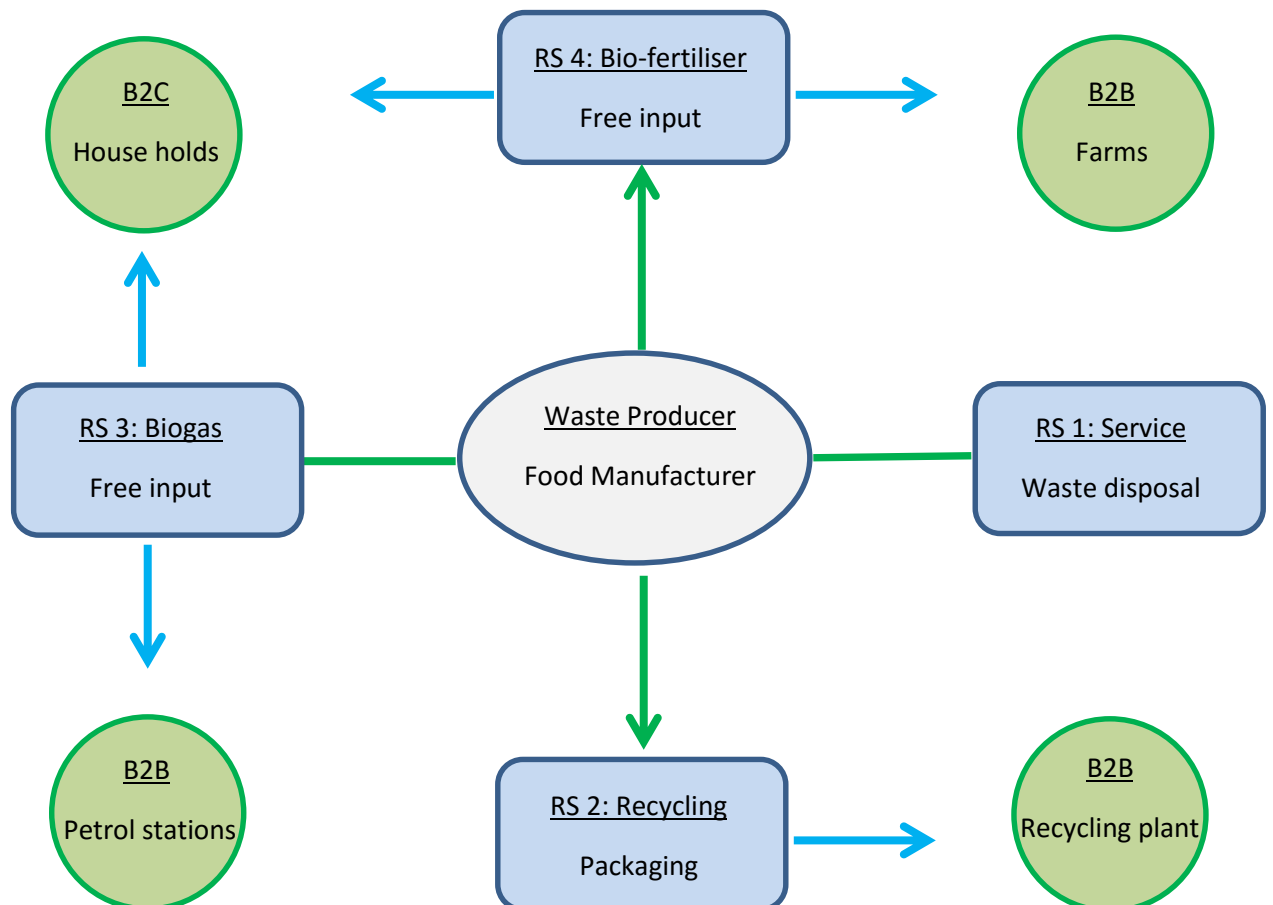 RS 4: Bio-fertiliser
Free input
B2C
House holds
B2B
Farms
RS 3: Biogas
Free input
Waste Producer
Food Manufacturer
RS 1: Service
Waste disposal
B2B
Petrol stations
RS 2: Recycling
Packaging
B2B
Recycling plant